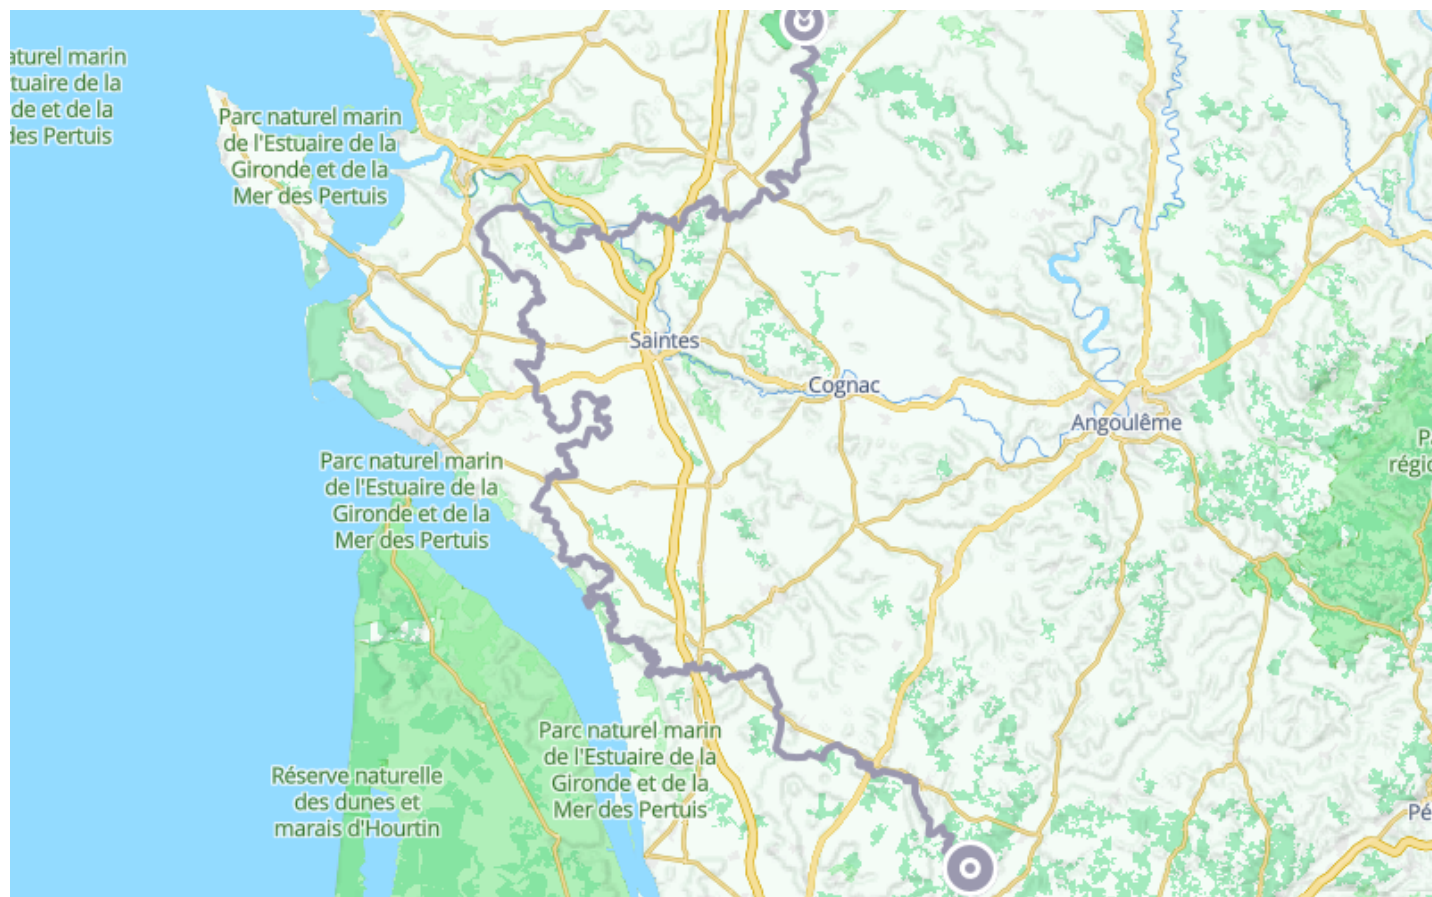 aturel marin
tuaire de la
de et de la
des Pertuis
Parc naturel marin
de l'Estuaire de la
Gironde et de la
Mer des Pertuis
Saintes
Cognac
Angoulême
Parc naturel marin
de l'Estuaire de la
Gironde et de la
Mer des Pertuis
régio
Parc naturel marin
de l'Estuaire de la
Gironde et de la
Mer des Pertuis
Réserve naturelle
des dunes et
marais d'Hourtin
Pé